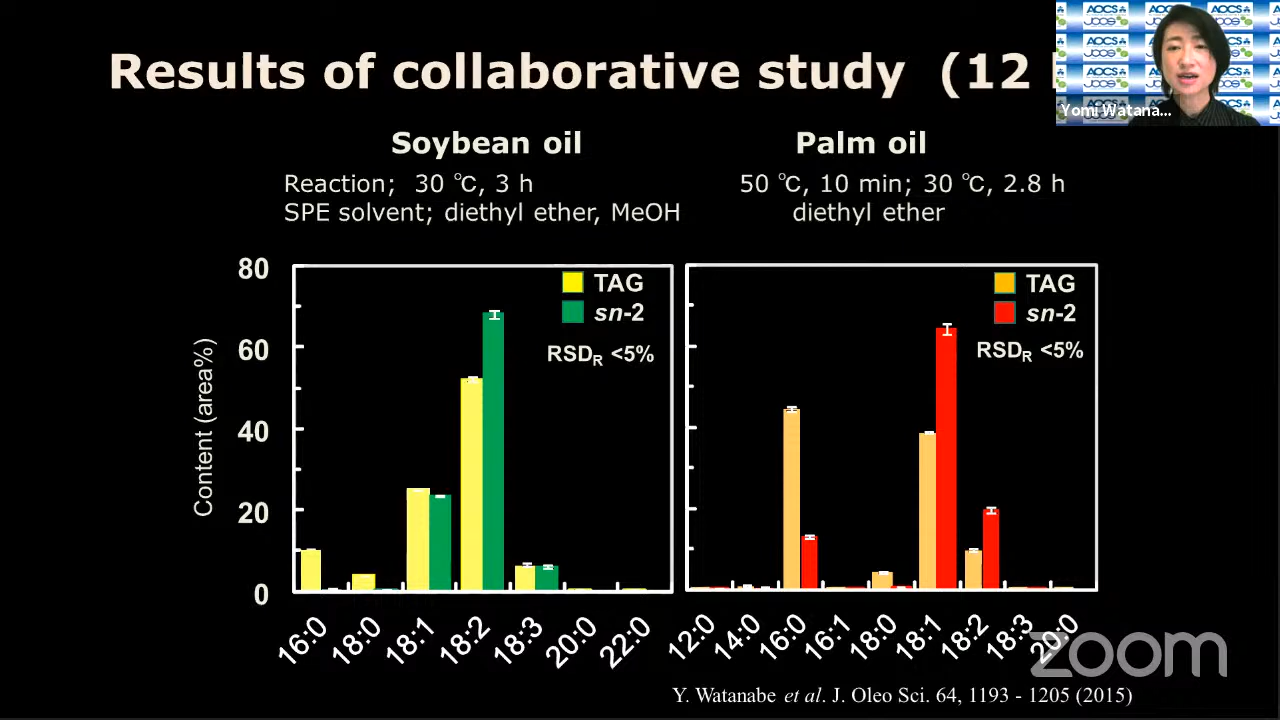 Results of collaborative study (12
AOCS
JOCS
Yomi Watana...
Soybean oil
Reaction; 30 ℃, 3 h
SPE solvent; diethyl ether, MeOH
Palm oil
50 ℃, 10 min; 30 ℃, 2.8 h
diethyl ether
Content (area%)
80
60
40
20
0
TAG
sn-2
RSDR <5%
16:0
18:0
18:1
18:2
18:3
20:0
22:0
TAG
sn-2
RSDR <5%
12:0
14:0
16:0
16:1
18:0
18:1
18:2
18:3
20:0
zoom
Y. Watanabe et al. J. Oleo Sci. 64, 1193 - 1205 (2015)